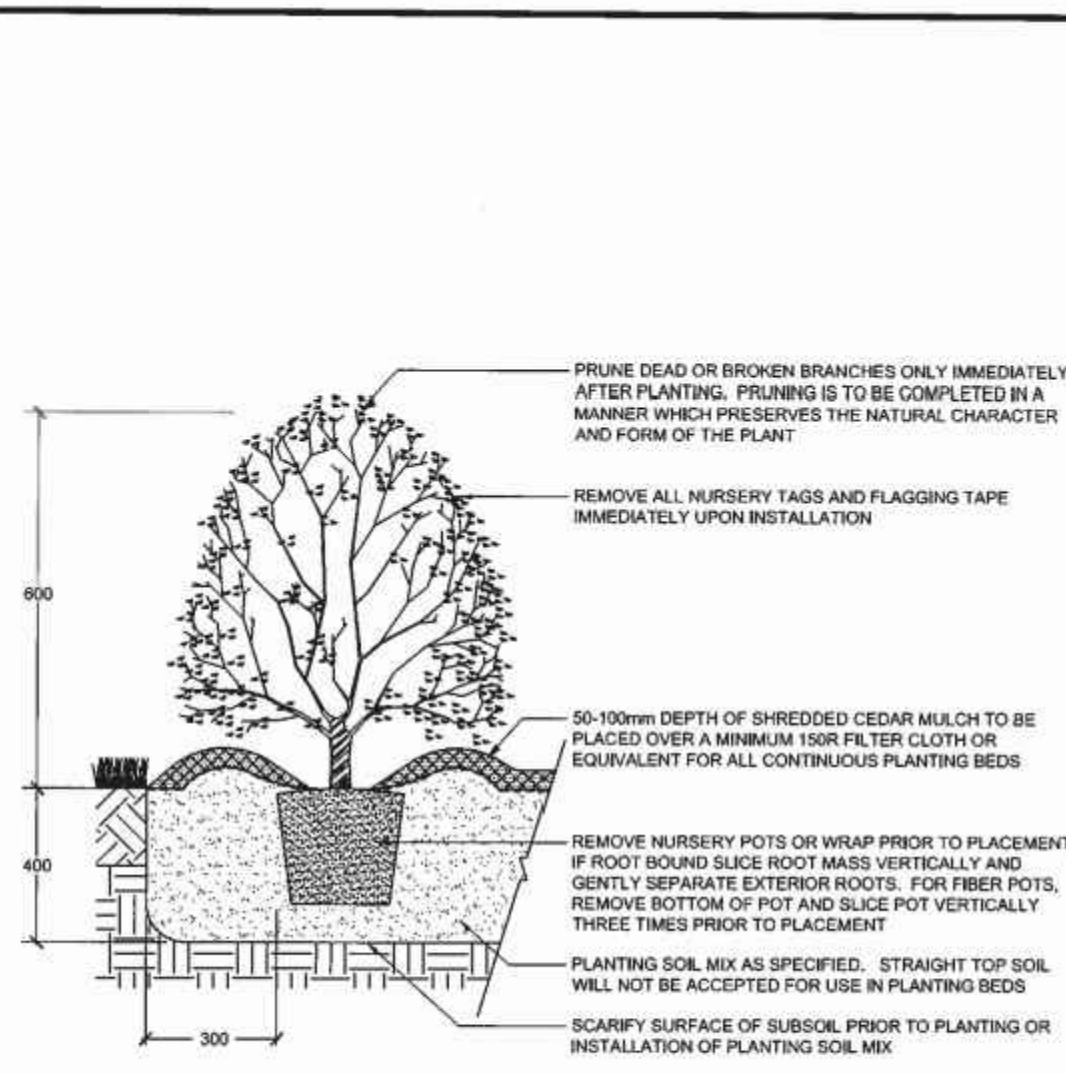 PRUNE DEAD OR BROKEN BRANCHES ONLY IMMEDIATELY
AFTER PLANTING. PRUNING IS TO BE COMPLETED IN A
MANNER WHICH PRESERVES THE NATURAL CHARACTER
AND FORM OF THE PLANT
REMOVE ALL NURSERY TAGS AND FLAGGING TAPE
IMMEDIATELY UPON INSTALLATION
600
50-100mm DEPTH OF SHREDDED CEDAR MULCH TO BE
PLACED OVER A MINIMUM 150R FILTER CLOTH OR
EQUIVALENT FOR ALL CONTINUOUS PLANTING BEDS
REMOVE NURSERY POTS OR WRAP PRIOR TO PLACEMENT
IF ROOT BOUND SLICE ROOT MASS VERTICALLY AND
GENTLY SEPARATE EXTERIOR ROOTS. FOR FIBER POTS,
REMOVE BOTTOM OF POT AND SLICE POT VERTICALLY
THREE TIMES PRIOR TO PLACEMENT
400
PLANTING SOIL MIX AS SPECIFIED. STRAIGHT TOP SOIL
WILL NOT BE ACCEPTED FOR USE IN PLANTING BEDS
SCARIFY SURFACE OF SUBSOIL PRIOR TO PLANTING OR
INSTALLATION OF PLANTING SOIL MIX
300